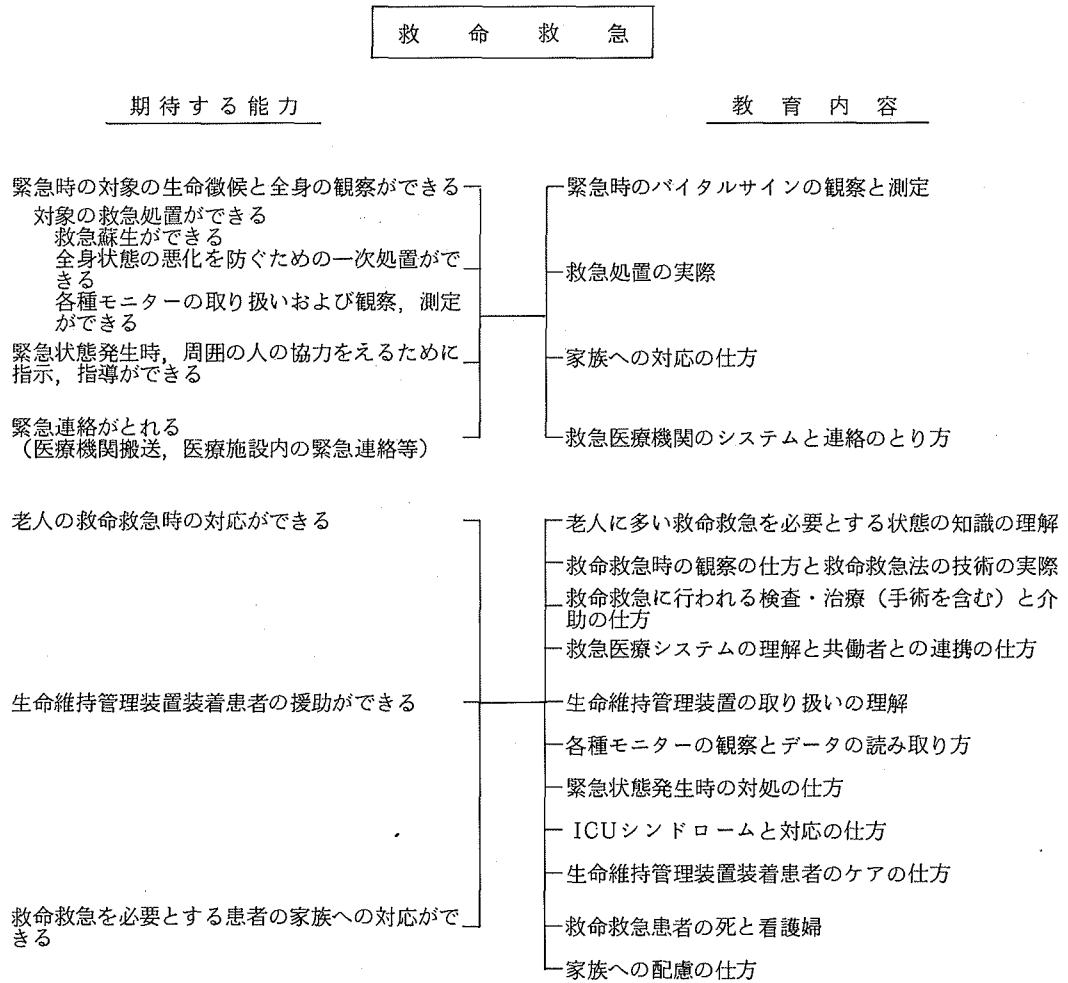 救命救急
期待する能力
教育内容
緊急時の対象の生命徴候と全身の観察ができる
対象の救急処置ができる
救急蘇生ができる
全身状態の悪化を防ぐための一次処置がで
きる
各種モニターの取り扱いおよび観察，測定
ができる
緊急状態発生時，周囲の人の協力をえるために
指示，指導ができる
緊急連絡がとれる
（医療機関搬送，医療施設内の緊急連絡等）
緊急時のバイタルサインの観察と測定
救急処置の実際
家族への対応の仕方
救急医療機関のシステムと連絡のとり方
老人の救命救急時の対応ができる
生命維持管理装置装着患者の援助ができる
救命救急を必要とする患者の家族への対応がで
きる
老人に多い救命救急を必要とする状態の知識の理解
救命救急時の観察の仕方と救命救急法の技術の実際
救命救急に行われる検査・治療（手術を含む）と介
助の仕方
救急医療システムの理解と共働者との連携の仕方
生命維持管理装置の取り扱いの理解
各種モニターの観察とデータの読み取り方
緊急状態発生時の対処の仕方
ICUシンドロームと対応の仕方
生命維持管理装置装着患者のケアの仕方
救命救急患者の死と看護婦
家族への配慮の仕方